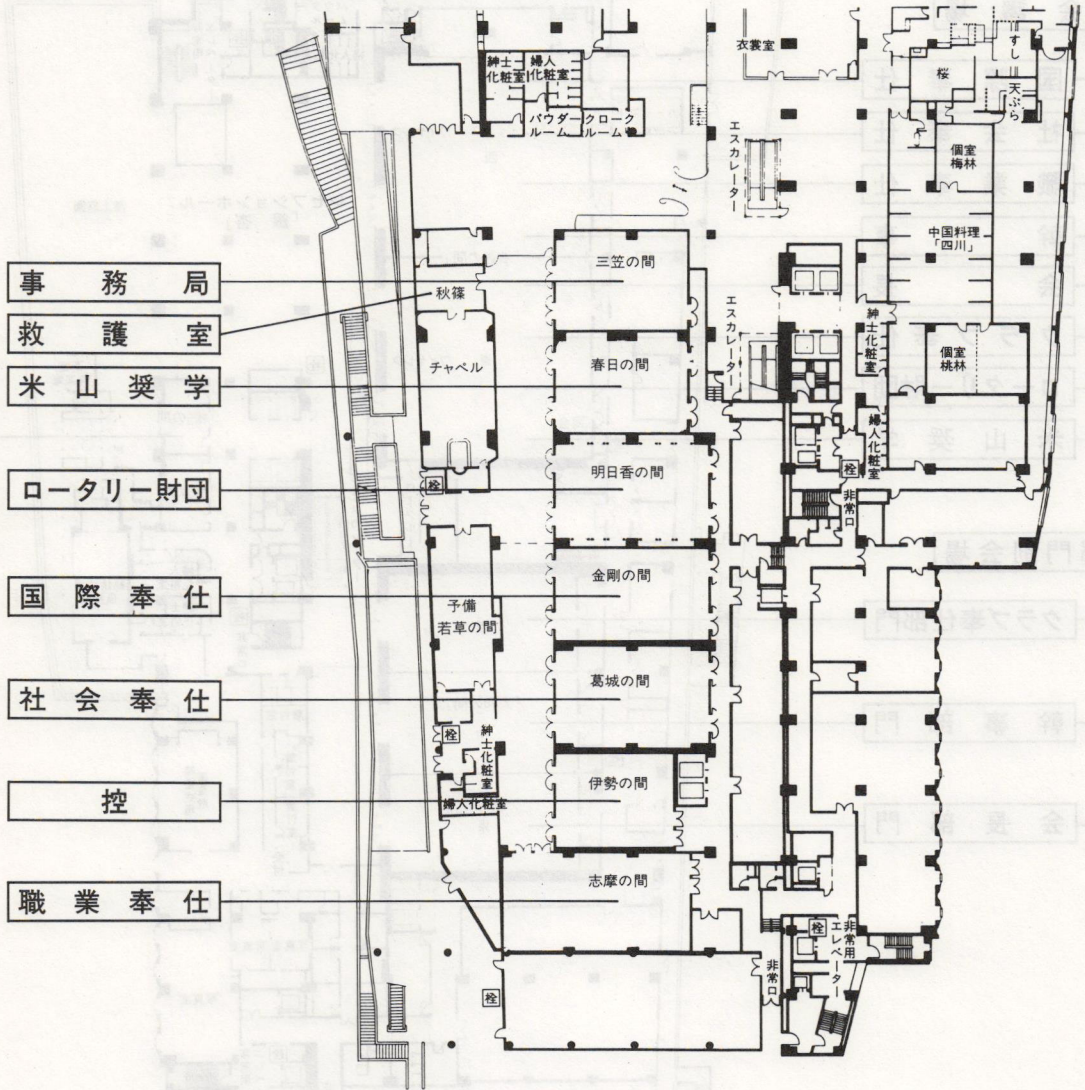 衣裳室
紳士
化粧室
婦人
化粧室
パウダー
ルーム
クローク
ルーム
エスカレーター
桜
すし
天ぷら
個室
梅林
中国料理
「四川」
事務局
三笠の間
救護室
秋篠
エスカレーター
紳士化粧室
米山奨学
チャペル
春日の間
個室
桃林
婦人化粧室
ロータリー財団
栓
明日香の間
栓
非常口
国際奉仕
予備
若草の間
金剛の間
社会奉仕
葛城の間
栓
紳士化粧室
控
婦人化粧室
伊勢の間
職業奉仕
志摩の間
栓
非常用
エレベーター
非常口
栓